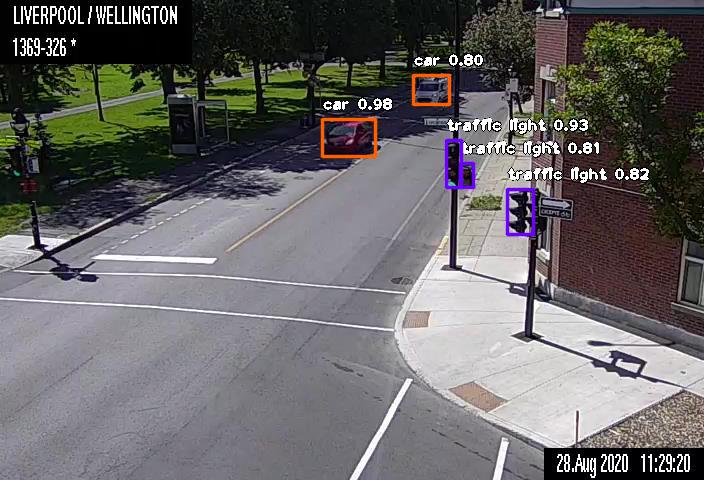 LIVERPOOL / WELLINGTON
1369-326 *
car 0.80
car 0.98
traffic light 0.93
traffic light 0.81
traffic light 0.82
EXCEPTÉ
28.Aug 2020 11:29:20